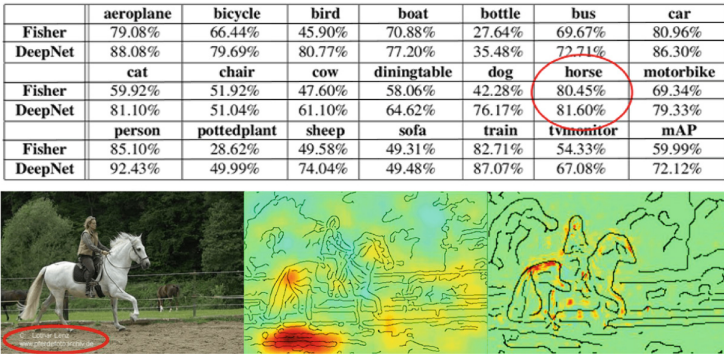 aeroplane bicycle bird boat bottle bus car
Fisher 79.08% 66.44% 45.90% 70.88% 27.64% 69.67% 80.96%
DeepNet 88.08% 79.69% 80.77% 77.20% 35.48% 72.71% 86.30%
cat chair cow diningtable dog horse motorbike
Fisher 59.92% 51.92% 47.60% 58.06% 42.28% 80.45% 69.34%
DeepNet 81.10% 51.04% 61.10% 64.62% 76.17% 81.60% 79.33%
person pottedplant sheep sofa train tvmonitor mAP
Fisher 85.10% 28.62% 49.58% 49.31% 82.71% 54.33% 59.99%
DeepNet 92.43% 49.99% 74.04% 49.48% 87.07% 67.08% 72.12%
© Lothar Lenz
www.pferdefotoarchiv.de